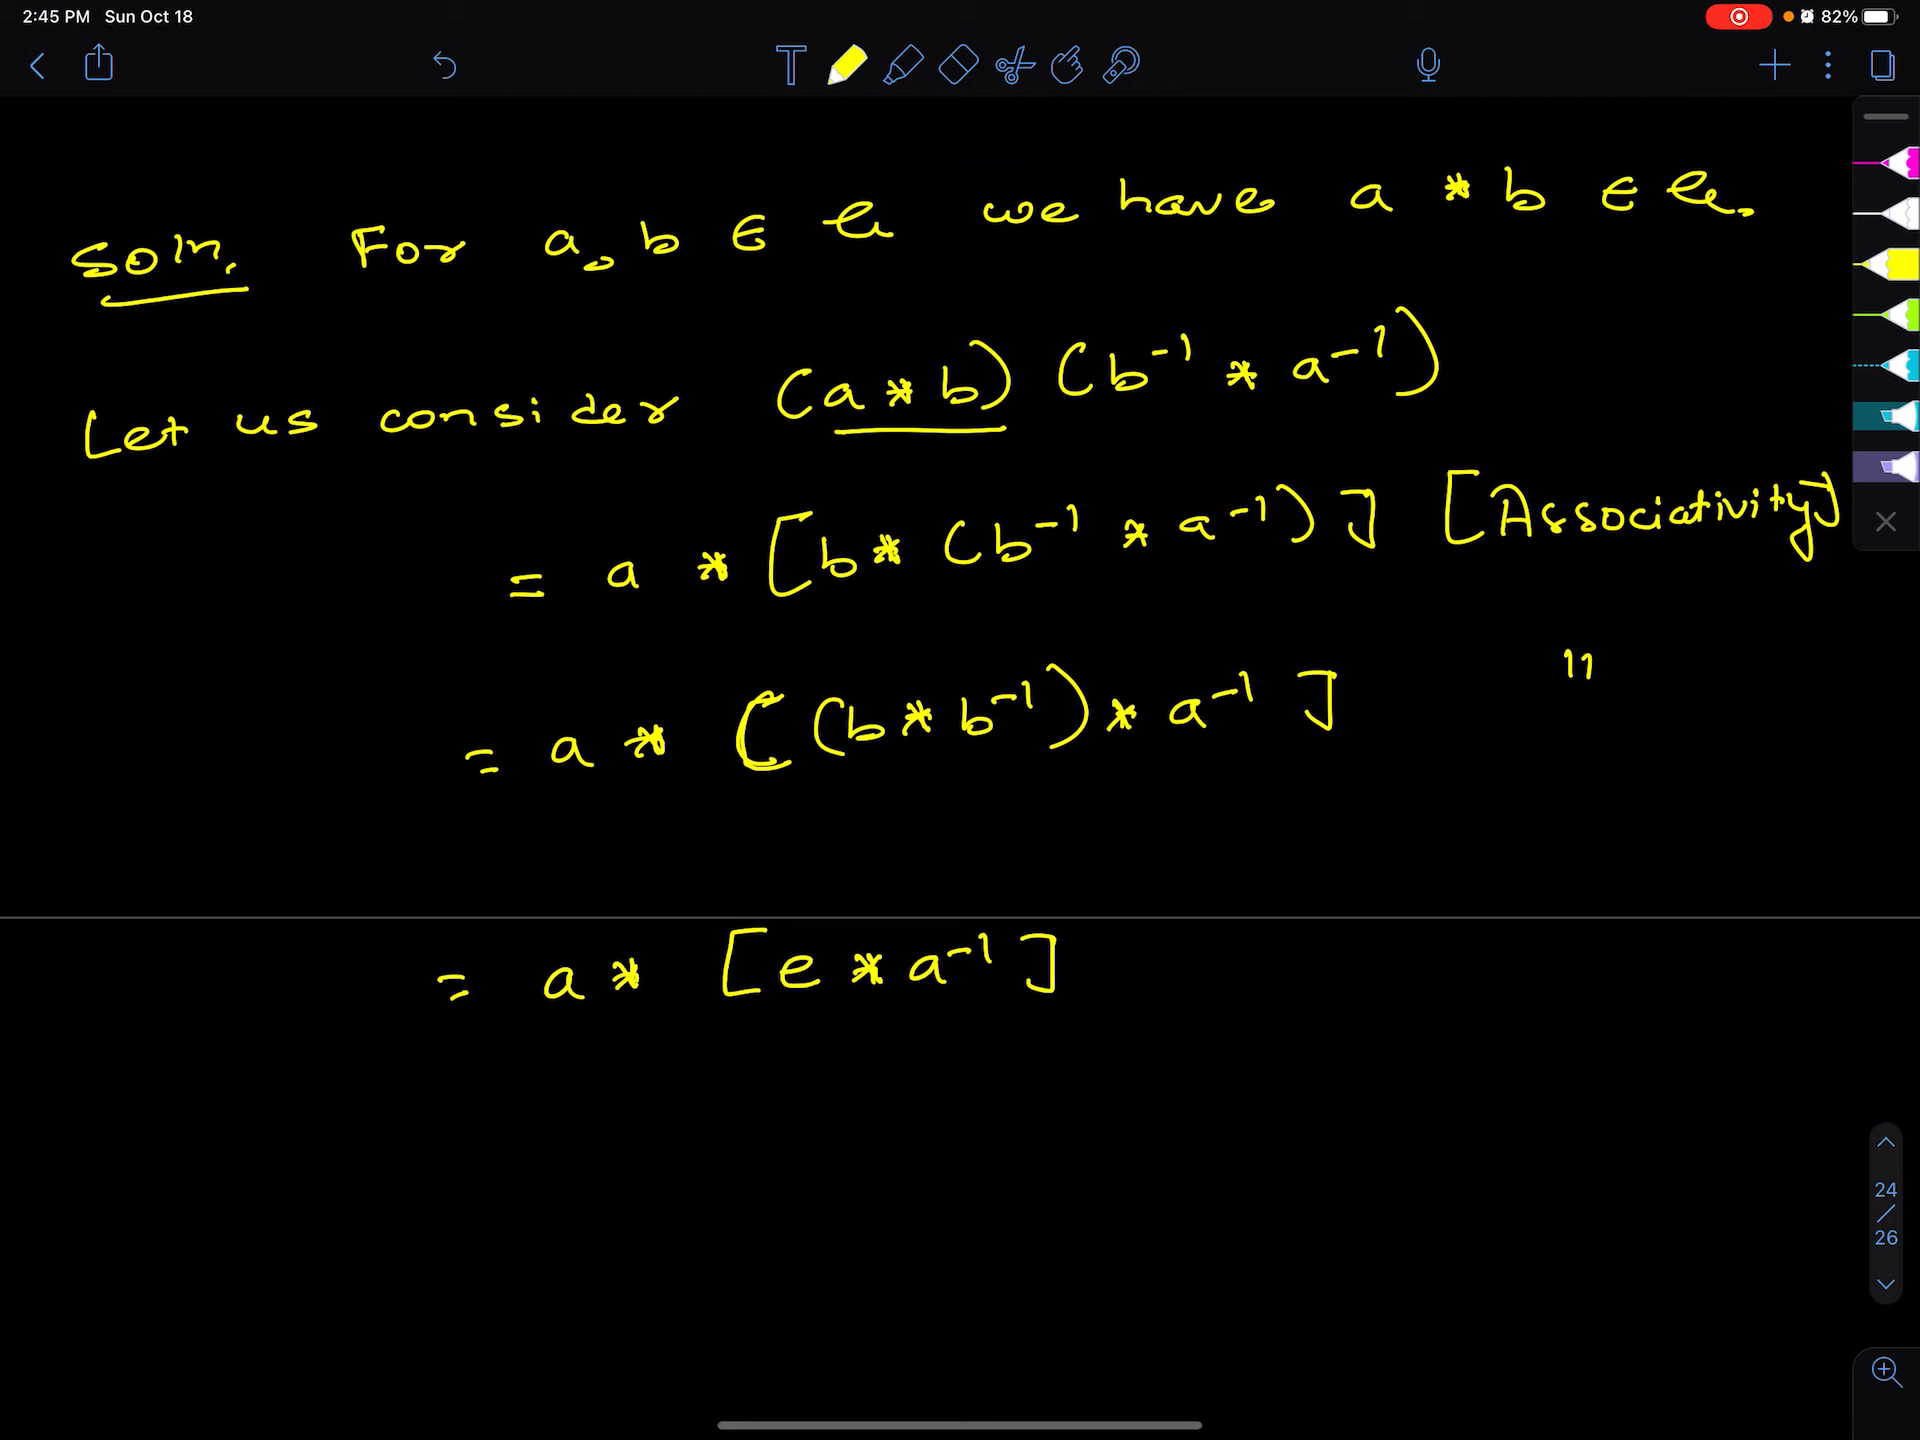 2:45 PM Sun Oct 18 82%
Soln. For a, b ∈ G we have a * b ∈ G.
Let us consider (a * b) (b⁻¹ * a⁻¹)
= a * [b * (b⁻¹ * a⁻¹)] [Associativity]
= a * [(b * b⁻¹) * a⁻¹] "
= a * [e * a⁻¹]
24
/
26